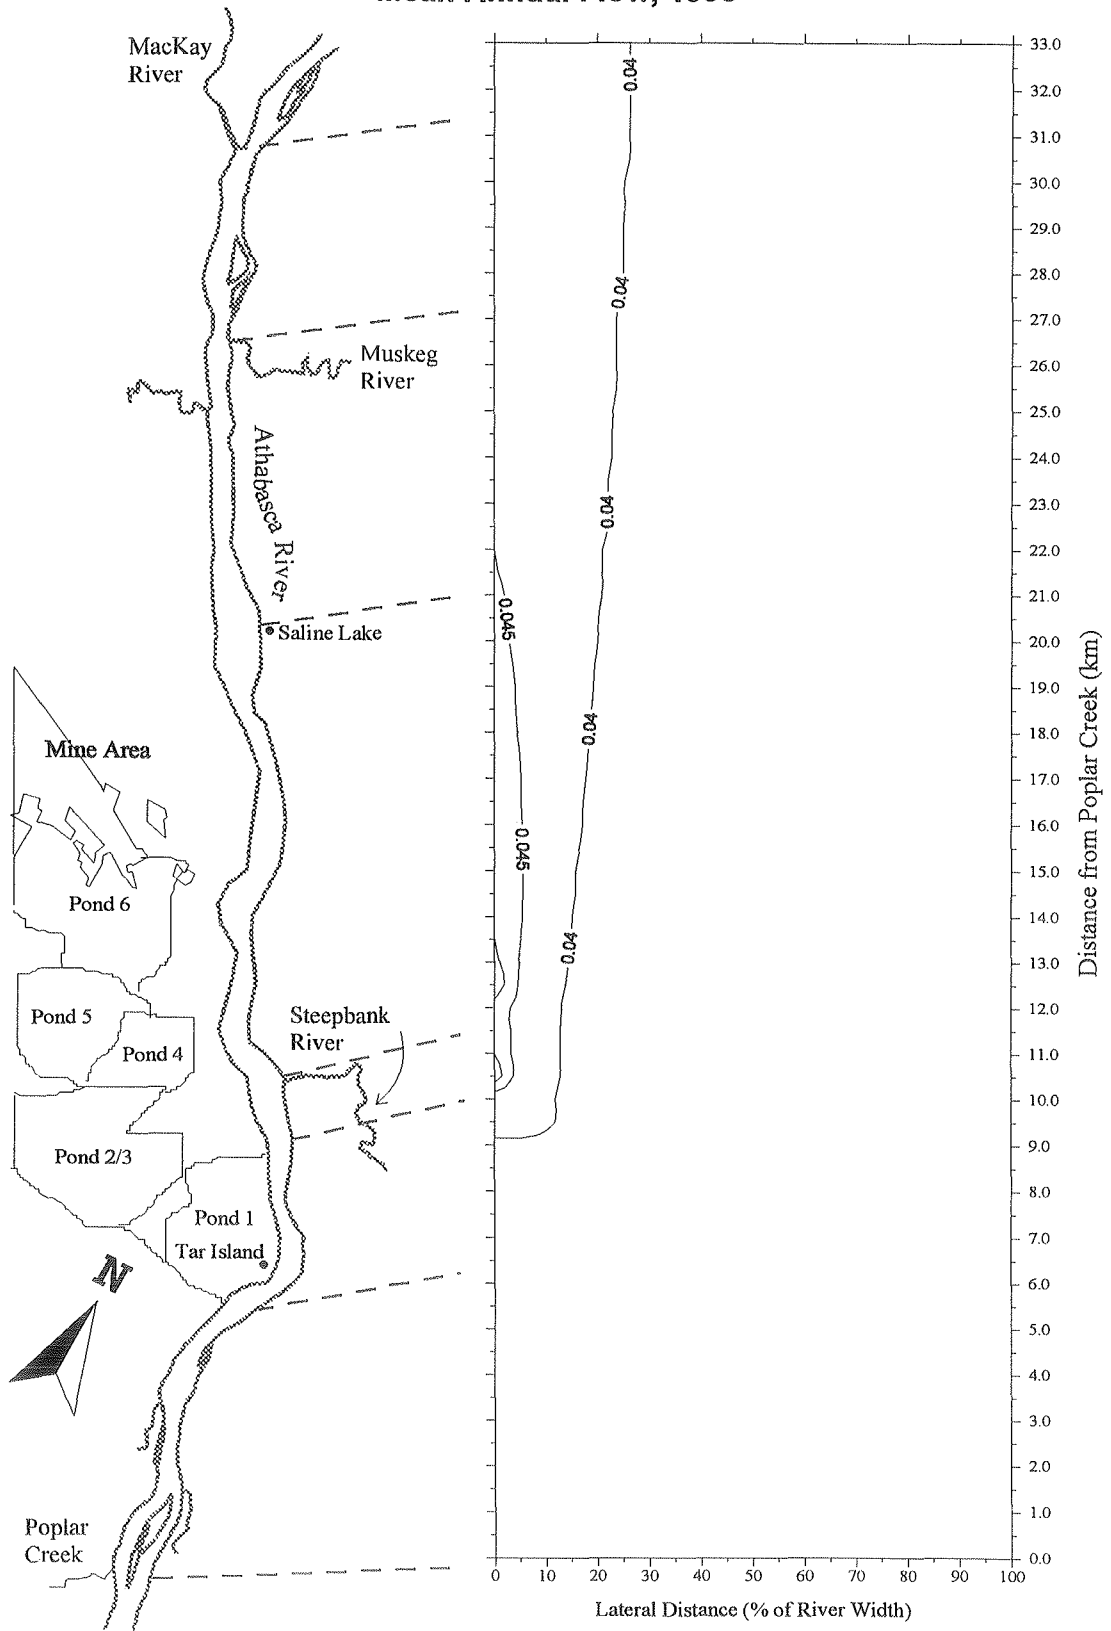 MacKay
River
Muskeg
River
Athabasca River
Saline Lake
Mine Area
Pond 6
Pond 5
Pond 4
Steepbank
River
Pond 2/3
Pond 1
Tar Island
N
Poplar
Creek
0.04
0.04
0.04
0.045
0.04
0.045
0.04
33.0
32.0
31.0
30.0
29.0
28.0
27.0
26.0
25.0
24.0
23.0
22.0
21.0
20.0
19.0
18.0
17.0
16.0
15.0
14.0
13.0
12.0
11.0
10.0
9.0
8.0
7.0
6.0
5.0
4.0
3.0
2.0
1.0
0.0
Distance from Poplar Creek (km)
0 10 20 30 40 50 60 70 80 90 100
Lateral Distance (% of River Width)